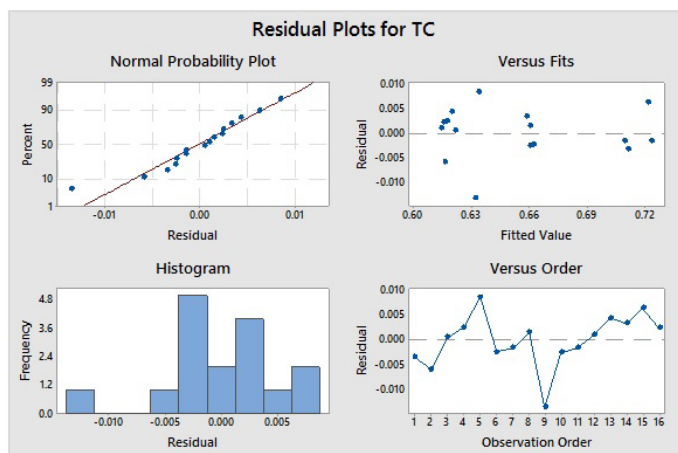 Residual Plots for TC
Normal Probability Plot
Versus Fits
99
90
50
10
1
Percent
-0.01
0.00
0.01
Residual
0.010
0.005
0.000
-0.005
-0.010
Residual
0.60
0.63
0.66
0.69
0.72
Fitted Value
Histogram
Versus Order
4.8
3.6
2.4
1.2
0.0
Frequency
-0.010
-0.005
0.000
0.005
Residual
0.010
0.005
0.000
-0.005
-0.010
Residual
1 2 3 4 5 6 7 8 9 10 11 12 13 14 15 16
Observation Order